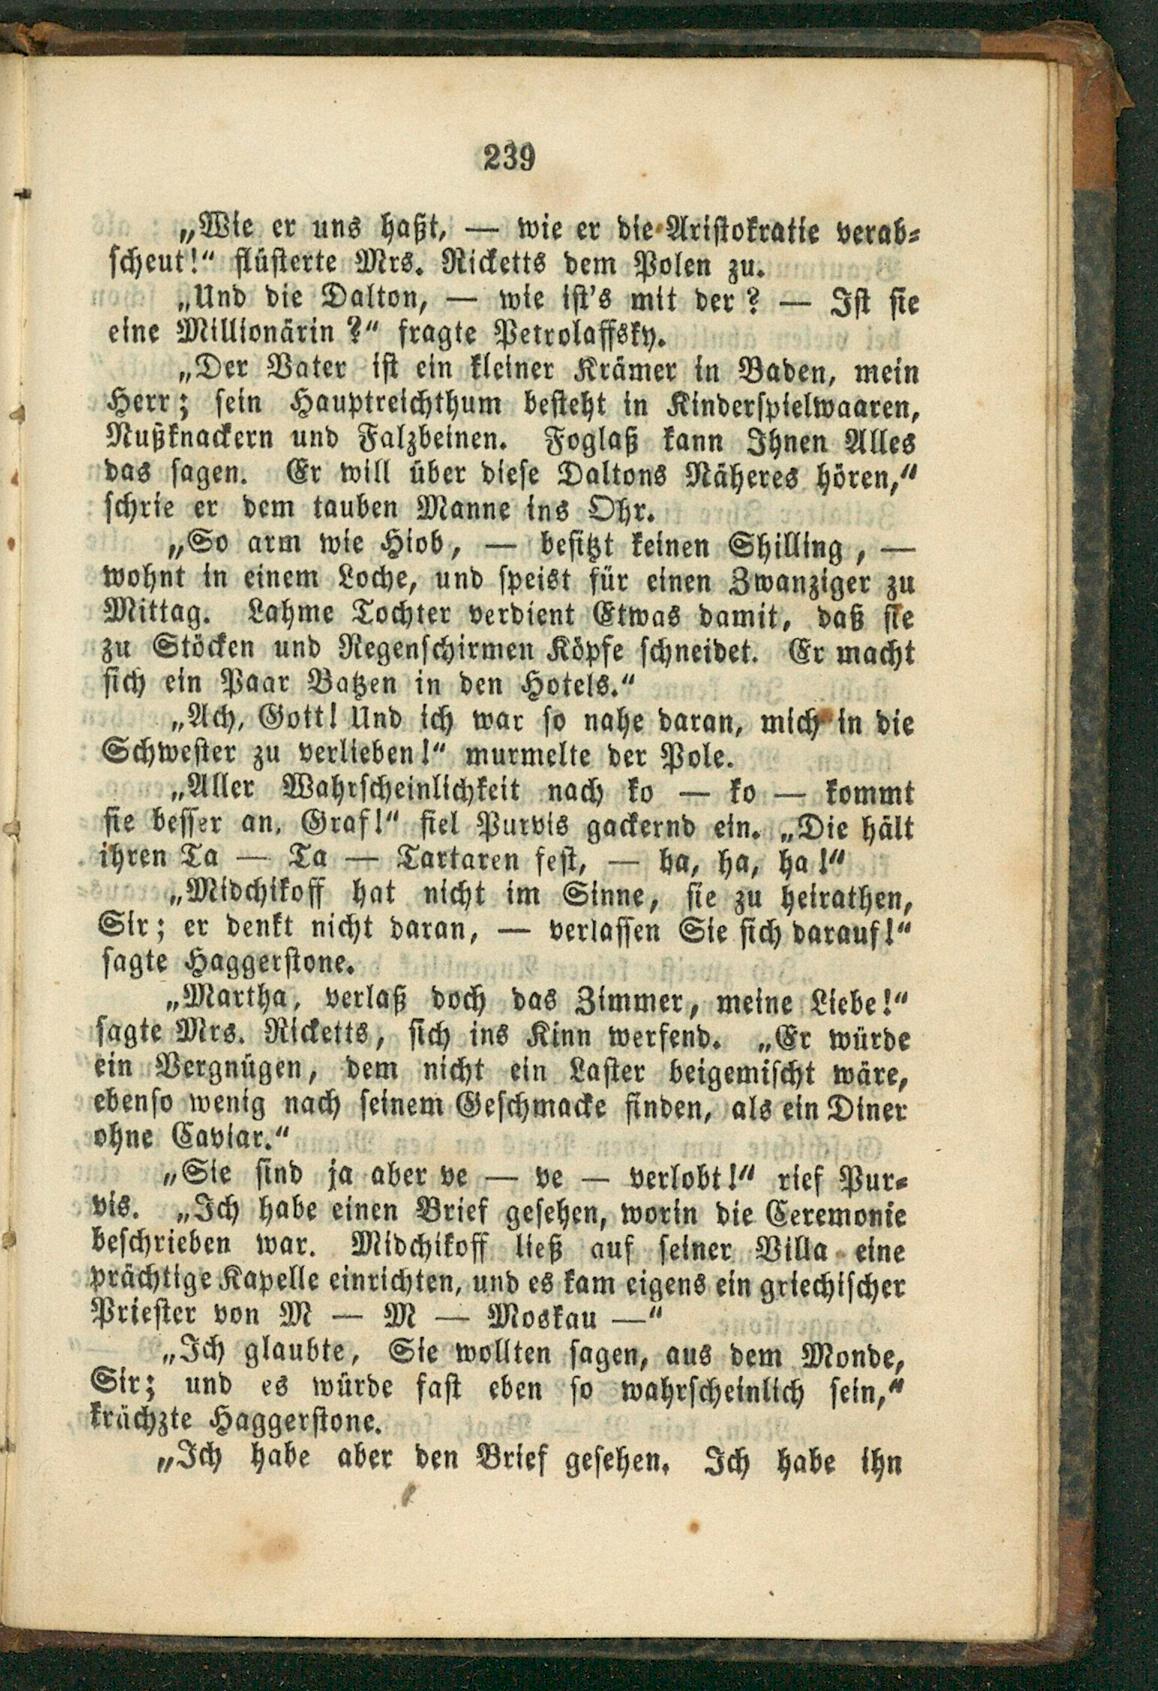 239
„Wie er uns haßt, — wie er die Aristokratie verab-
scheut!“ flüsterte Mrs. Ricketts dem Polen zu.
„Und die Dalton, — wie ist's mit der? — Ist sie
eine Millionärin?“ fragte Petrolaffsky.
„Der Vater ist ein kleiner Krämer in Baden, mein
Herr; sein Hauptreichthum besteht in Kinderspielwaaren,
Nußknackern und Falzbeinen. Foglaß kann Ihnen Alles
das sagen. Er will über diese Daltons Näheres hören,“
schrie er dem tauben Manne ins Ohr.
„So arm wie Hiob, — besitzt keinen Shilling, —
wohnt in einem Loche, und speist für einen Zwanziger zu
Mittag. Lahme Tochter verdient Etwas damit, daß sie
zu Stöcken und Regenschirmen Köpfe schneidet. Er macht
sich ein Paar Batzen in den Hotels.“
„Ach, Gott! Und ich war so nahe daran, mich in die
Schwester zu verlieben!“ murmelte der Pole.
„Aller Wahrscheinlichkeit nach ko — ko — kommt
sie besser an, Graf!“ fiel Purvis gackernd ein. „Die hält
ihren Ta — Ta — Tartaren fest, — ha, ha, ha!“
„Midchikoff hat nicht im Sinne, sie zu heirathen,
Sir; er denkt nicht daran, — verlassen Sie sich darauf!“
sagte Haggerstone.
„Martha, verlaß doch das Zimmer, meine Liebe!“
sagte Mrs. Ricketts, sich ins Kinn werfend. „Er würde
ein Vergnügen, dem nicht ein Laster beigemischt wäre,
ebenso wenig nach seinem Geschmacke finden, als ein Diner
ohne Caviar.“
„Sie sind ja aber ve — ve — verlobt!“ rief Pur-
vis. „Ich habe einen Brief gesehen, worin die Ceremonie
beschrieben war. Midchikoff ließ auf seiner Villa eine
prächtige Kapelle einrichten, und es kam eigens ein griechischer
Priester von M — M — Moskau —“
„Ich glaubte, Sie wollten sagen, aus dem Monde,
Sir; und es würde fast eben so wahrscheinlich sein,“
krächzte Haggerstone.
„Ich habe aber den Brief gesehen. Ich habe ihn